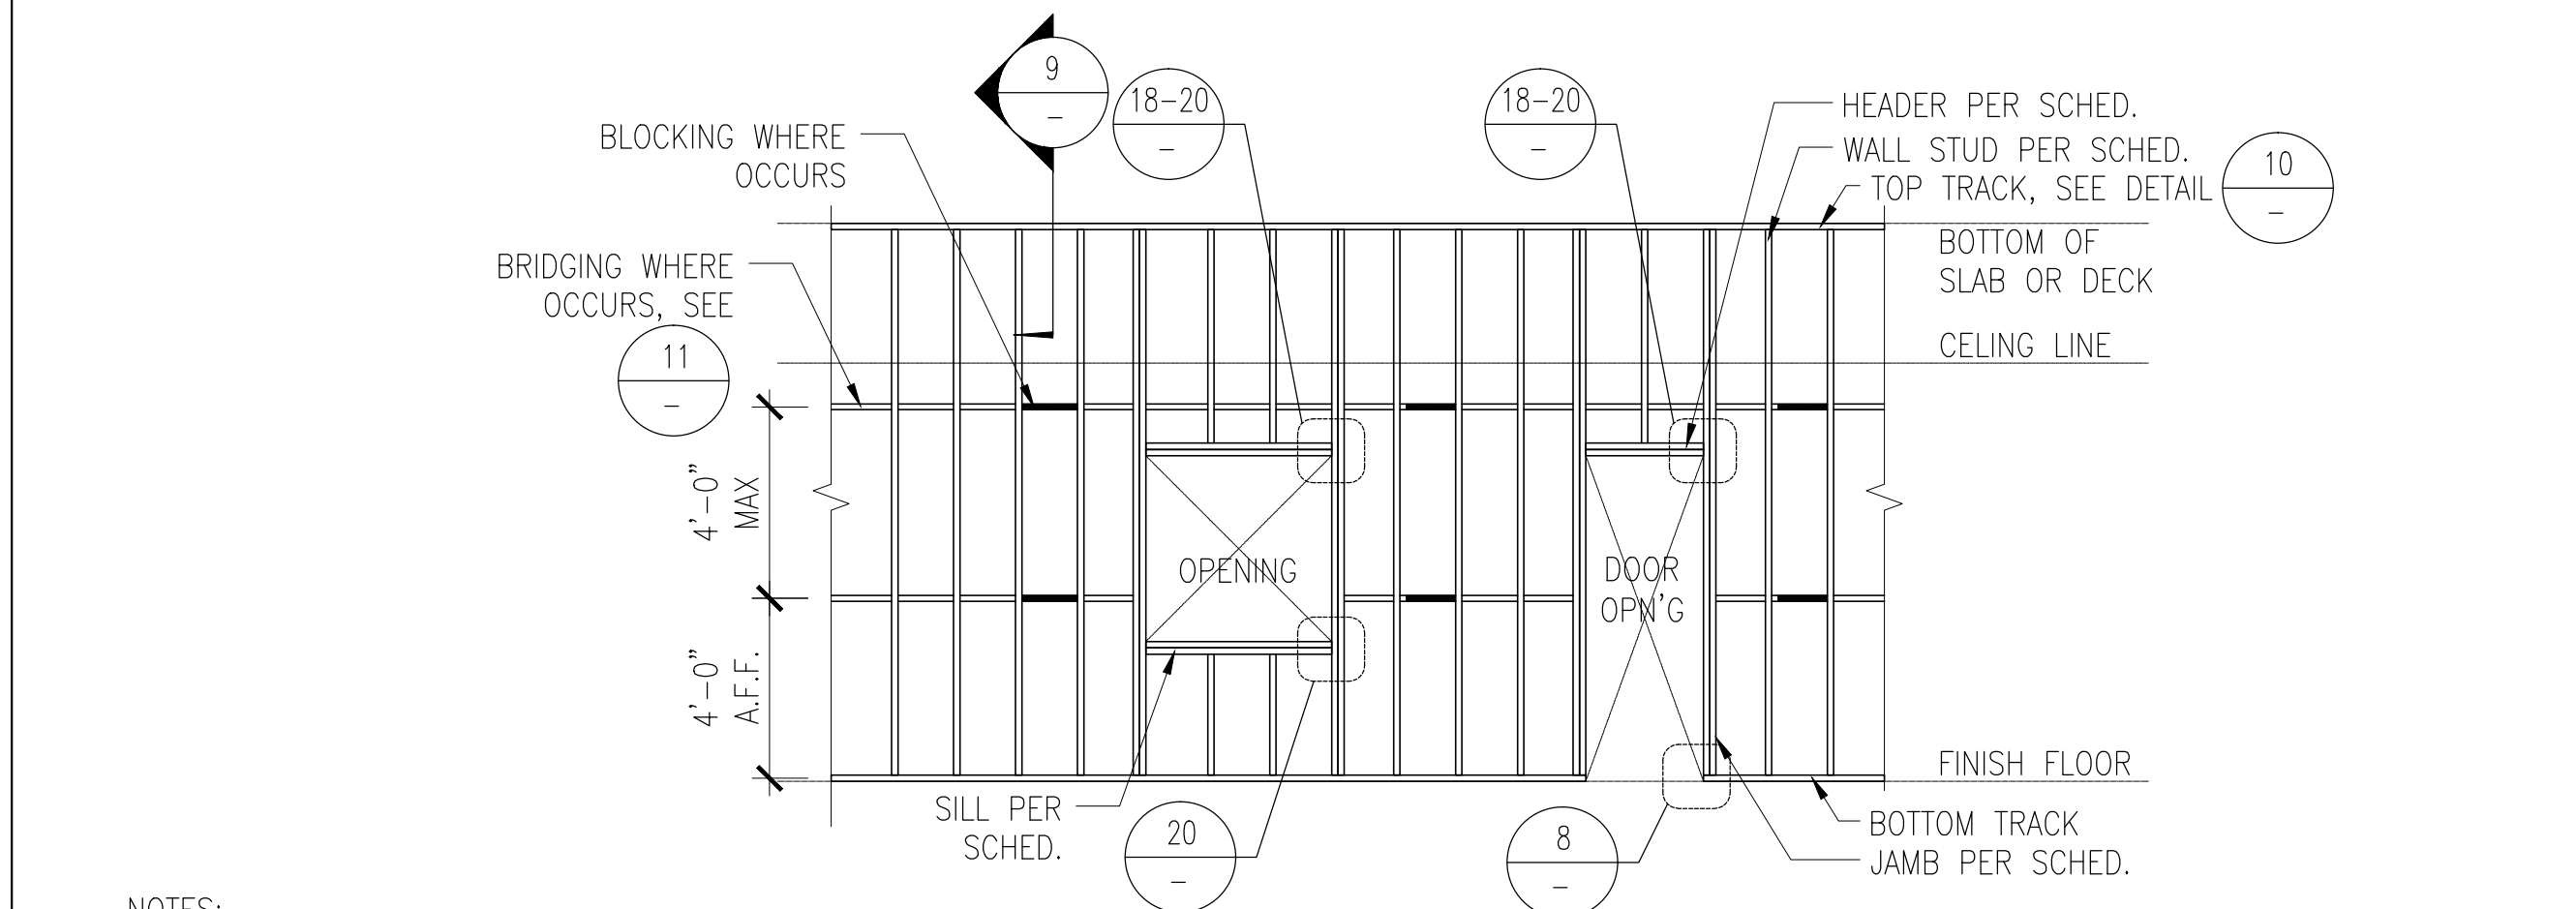 9
–
18-20
–
18-20
–
HEADER PER SCHED.
WALL STUD PER SCHED.
TOP TRACK, SEE DETAIL
10
–
BLOCKING WHERE
OCCURS
BRIDGING WHERE
OCCURS, SEE
11
–
BOTTOM OF
SLAB OR DECK
CELING LINE
4'-0"
MAX
4'-0"
A.F.F.
OPENING
DOOR
OPN'G
FINISH FLOOR
SILL PER
SCHED.
20
–
8
–
BOTTOM TRACK
JAMB PER SCHED.
NOTES: